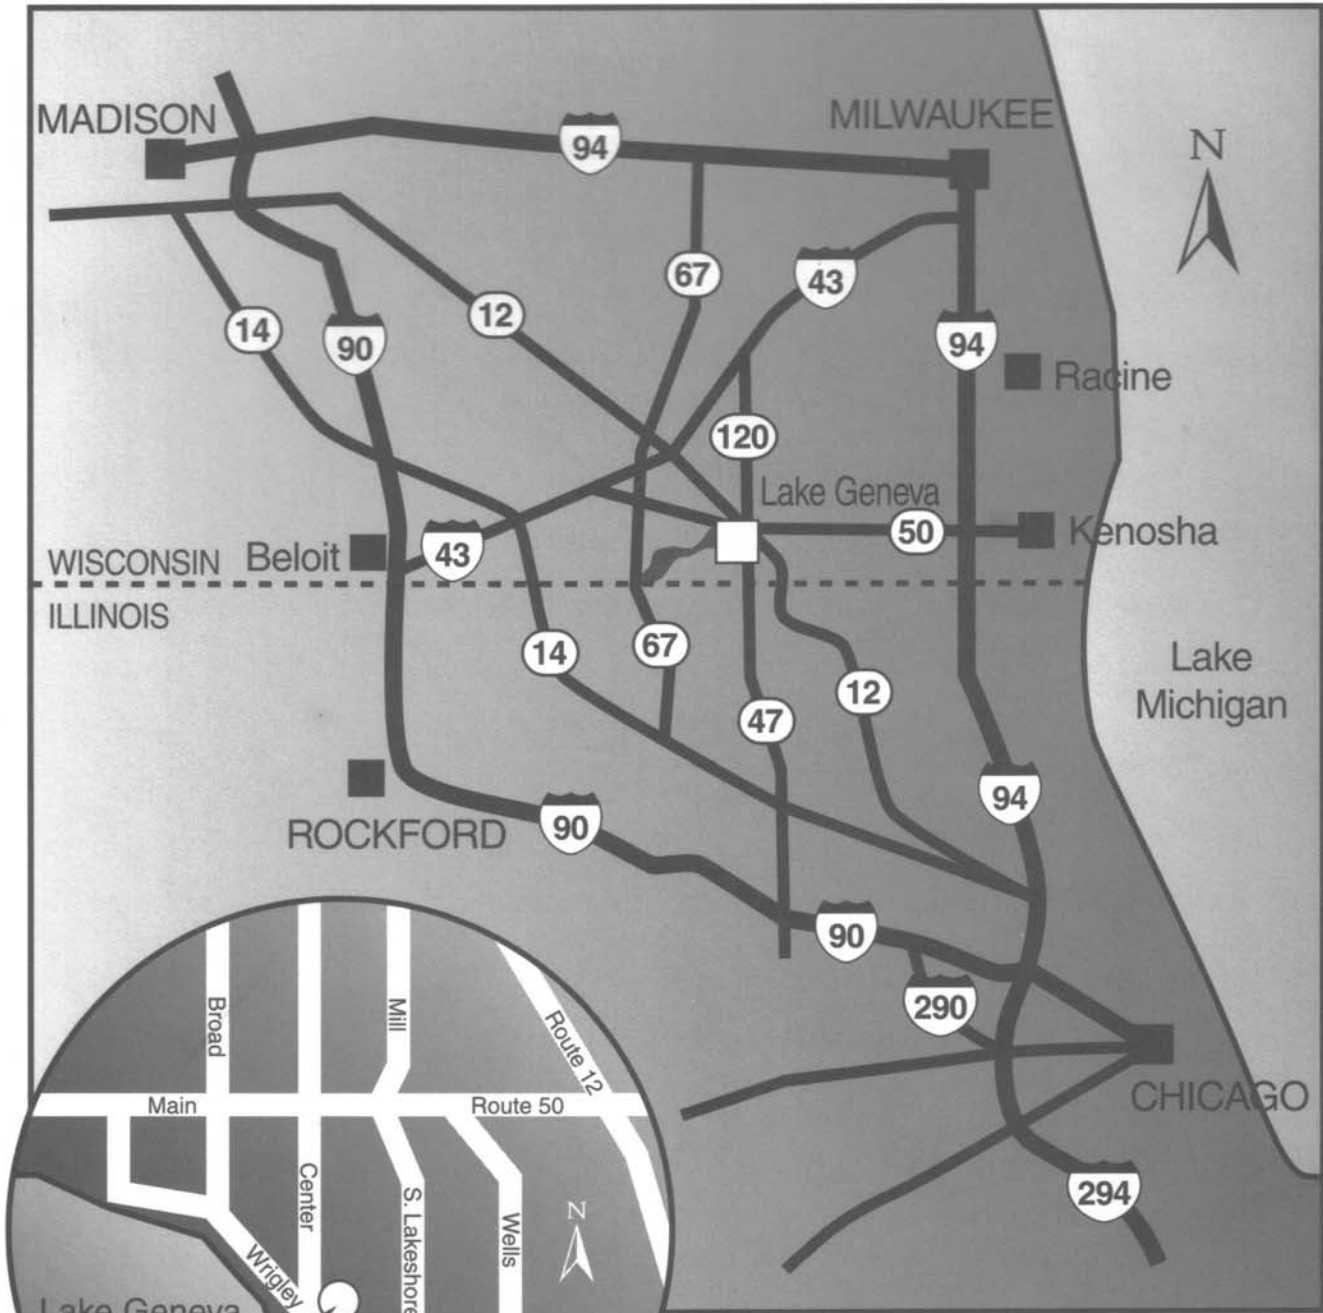 MADISON
MILWAUKEE
94
N
67
43
12
14
90
94
Racine
120
Lake Geneva
50
Kenosha
WISCONSIN
Beloit
43
ILLINOIS
14
67
12
47
Lake
Michigan
94
90
ROCKFORD
90
290
CHICAGO
294
Broad
Mill
Route 12
Main
Route 50
Center
S. Lakeshore
Wells
N
Wrigley
Lake Geneva